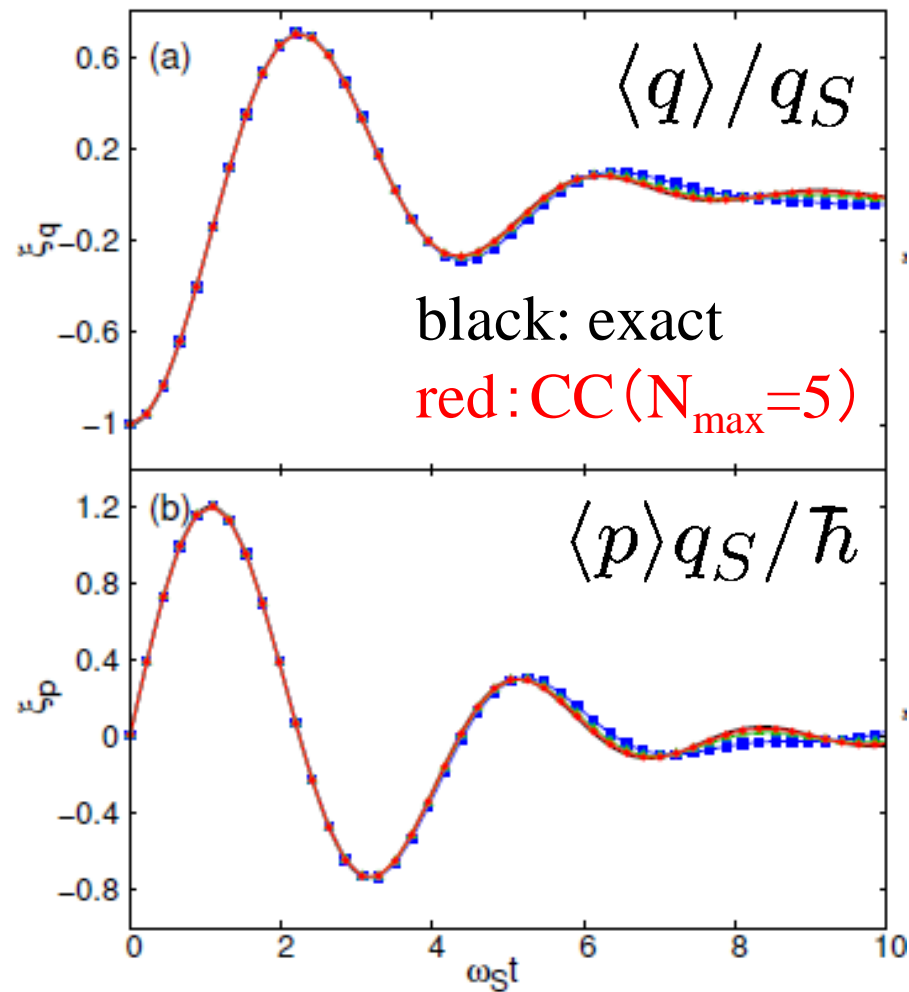 0.6
(a)
⟨q⟩/q_S
0.2
−0.2
ξ_q
−0.6
−1
black: exact
red:CC(N_max=5)
1.2
(b)
⟨p⟩q_S/ħ
0.8
0.4
ξ_p
0
−0.4
−0.8
0 2 4 6 8 10
ω_S t